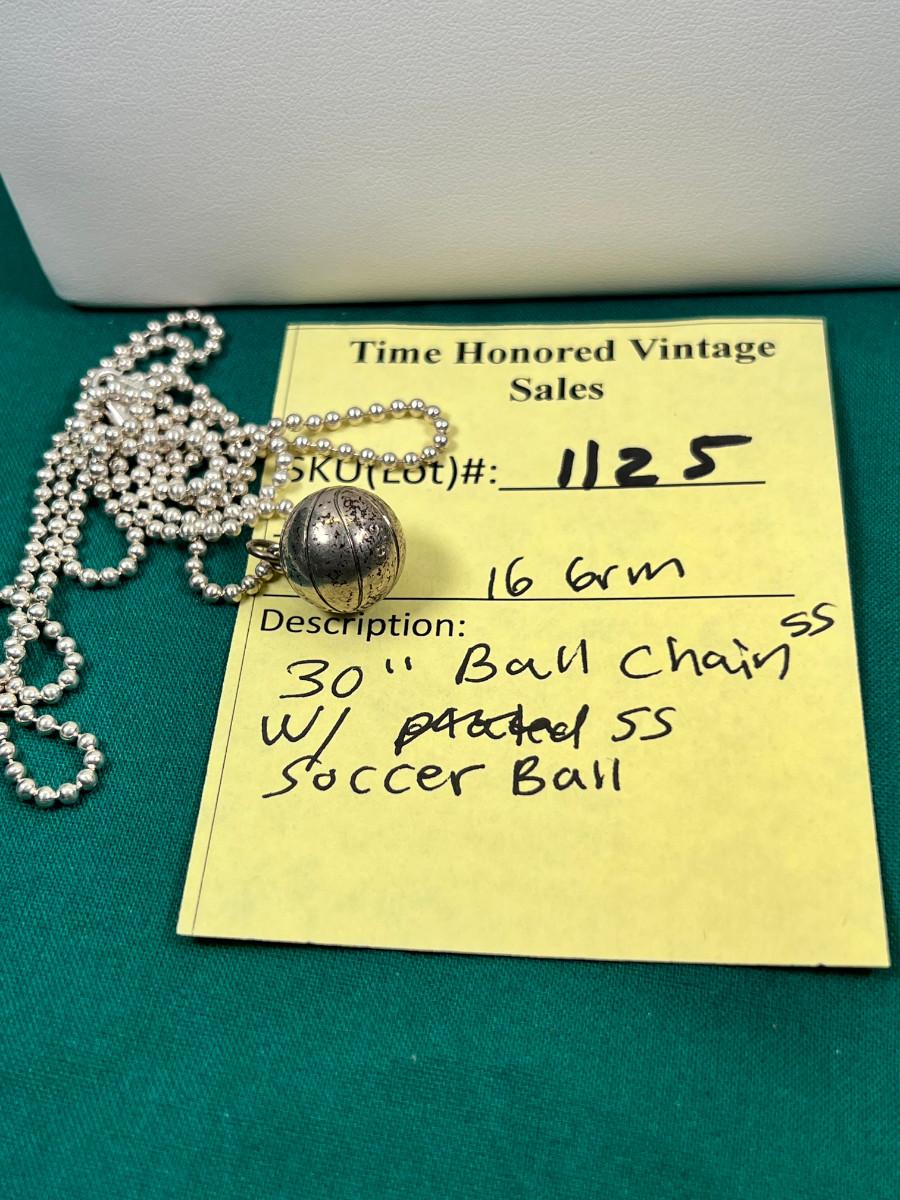 Time Honored Vintage
Sales
SKU(Lot)#: 1125
16 Grm
Description:
30" Ball Chain SS
W/ SS
Soccer Ball